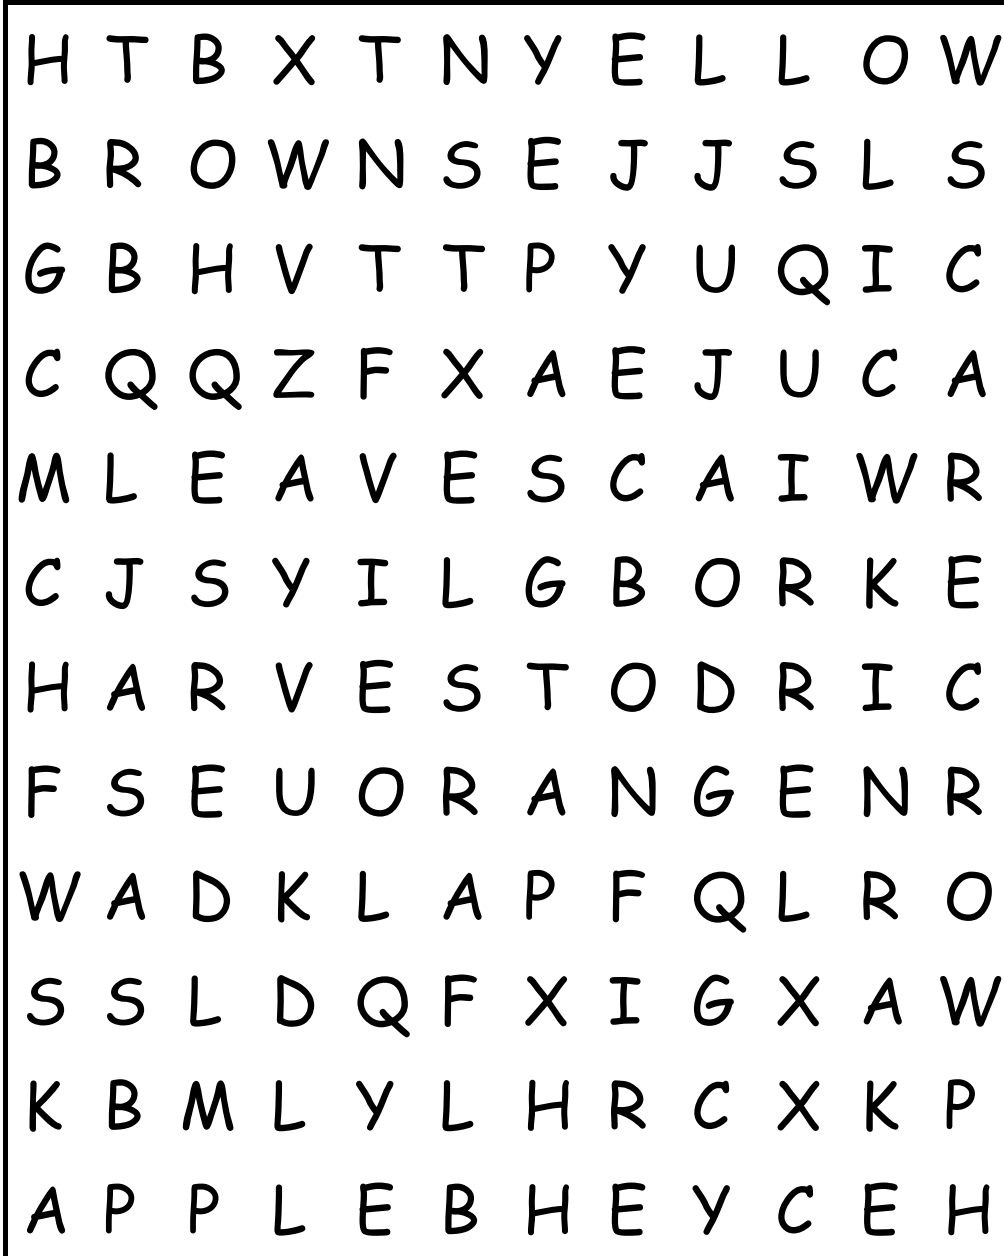 H T B X T N Y E L L O W
B R O W N S E J J S L S
G B H V T T P Y U Q I C
C Q Q Z F X A E J U C A
M L E A V E S C A I W R
C J S Y I L G B O R K E
H A R V E S T O D R I C
F S E U O R A N G E N R
W A D K L A P F Q L R O
S S L D Q F X I G X A W
K B M L Y L H R C X K P
A P P L E B H E Y C E H